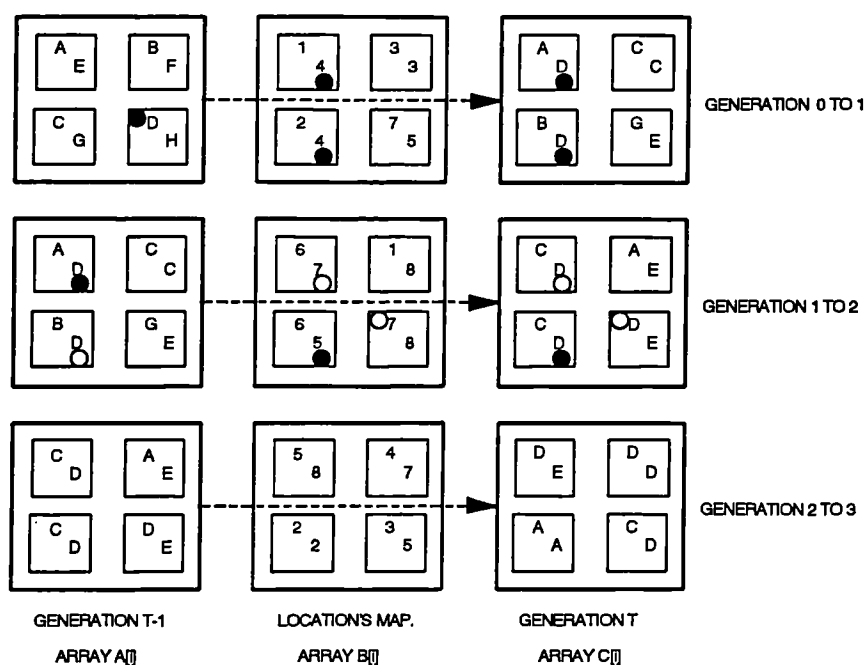 A B 1 3 A C
E F 4 3 D C
GENERATION 0 TO 1
C D 2 7 B G
G H 4 5 D E
A C 6 1 C A
D C 7 8 D E
GENERATION 1 TO 2
B G 6 7 C D
D E 5 8 D E
C A 5 4 D D
D E 8 7 E D
GENERATION 2 TO 3
C D 2 3 A C
D E 2 5 A D
GENERATION T-1 LOCATION'S MAP. GENERATION T
ARRAY A[i] ARRAY B[i] ARRAY C[i]